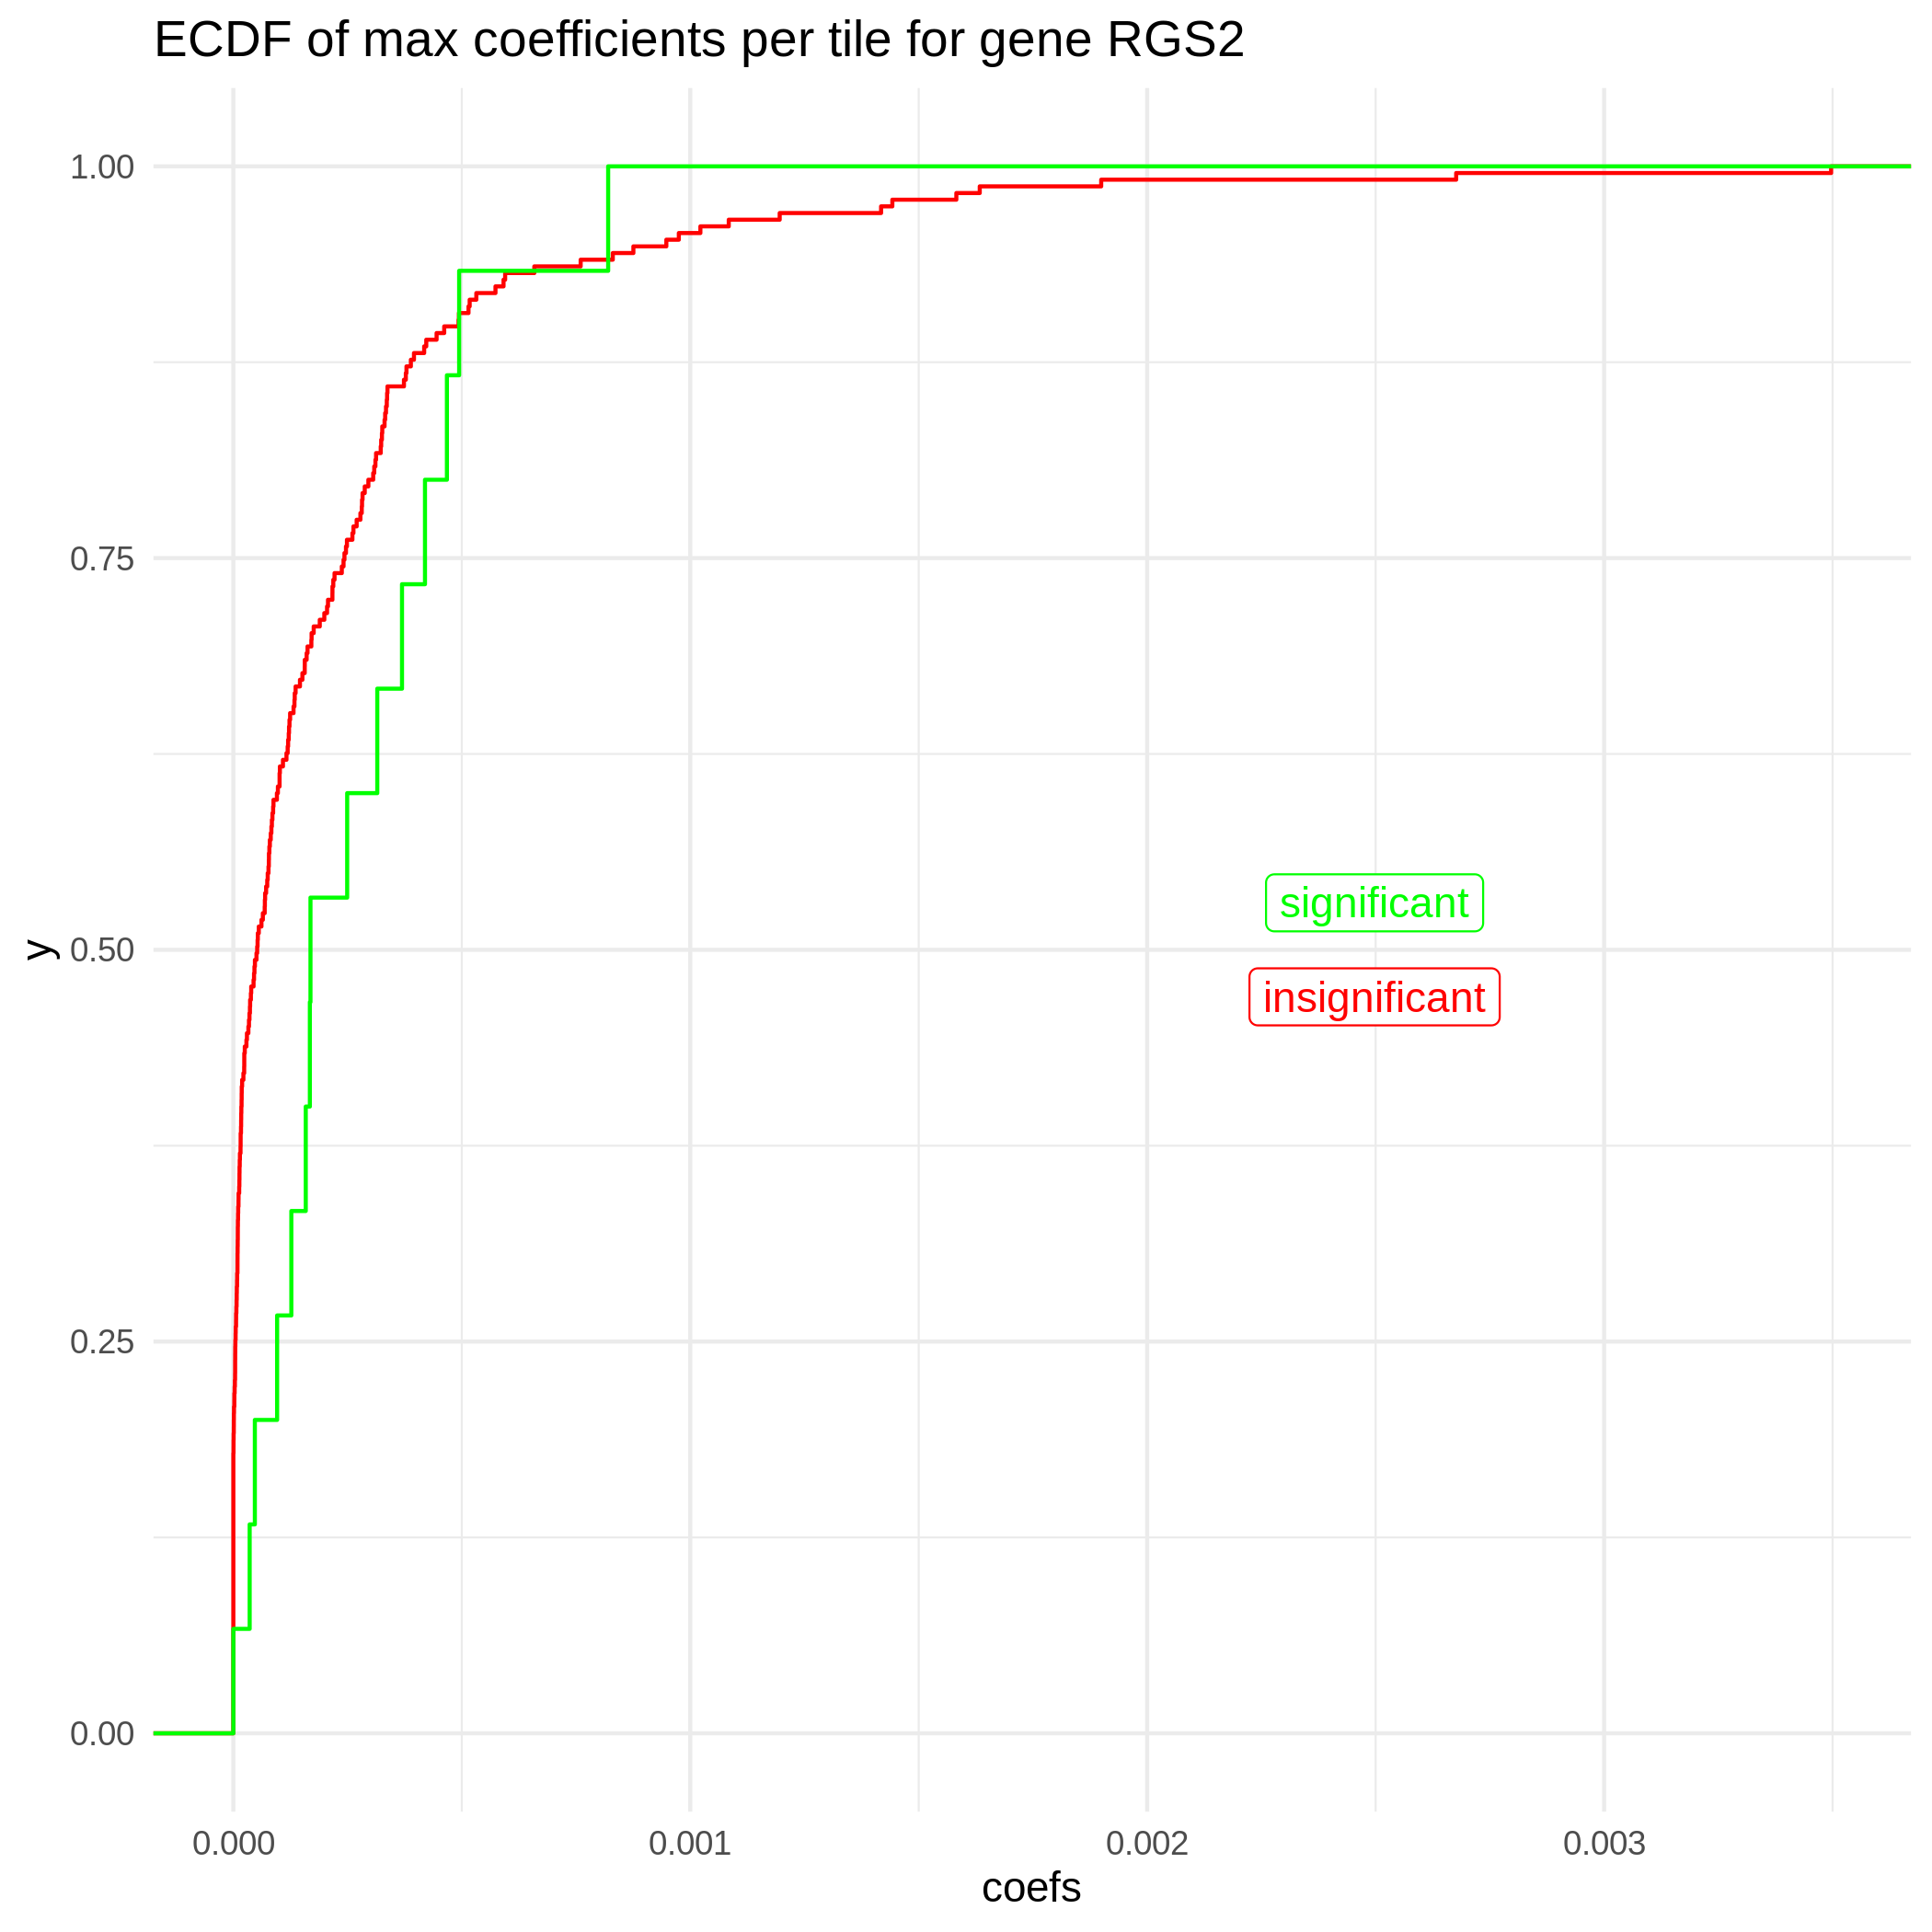 ECDF of max coefficients per tile for gene RGS2
1.00
0.75
0.50
0.25
0.00
y
significant
insignificant
0.000 0.001 0.002 0.003
coefs